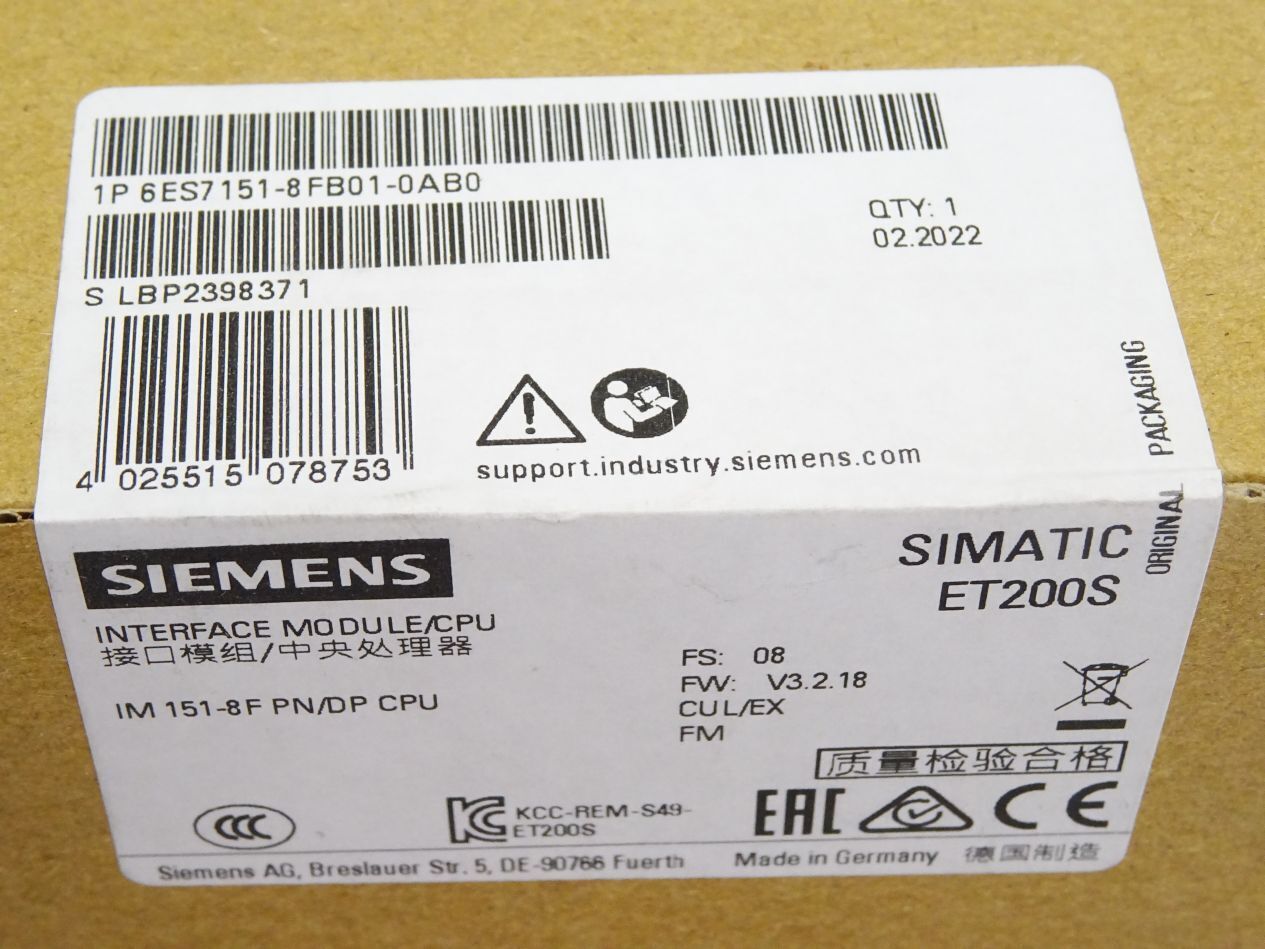 1P 6ES7151-8FB01-0AB0
QTY: 1
02.2022
S LBP2398371
4 025515 078753
support.industry.siemens.com
ORIGINAL PACKAGING
SIEMENS
SIMATIC
ET200S
INTERFACE MODULE/CPU
接口模组/中央处理器
IM 151-8F PN/DP CPU
FS: 08
FW: V3.2.18
CUL/EX
FM
质量检验合格
CCC
KC KCC-REM-S49-
ET200S
EAC CE
Siemens AG, Breslauer Str. 5, DE-90766 Fuerth
Made in Germany 德国制造